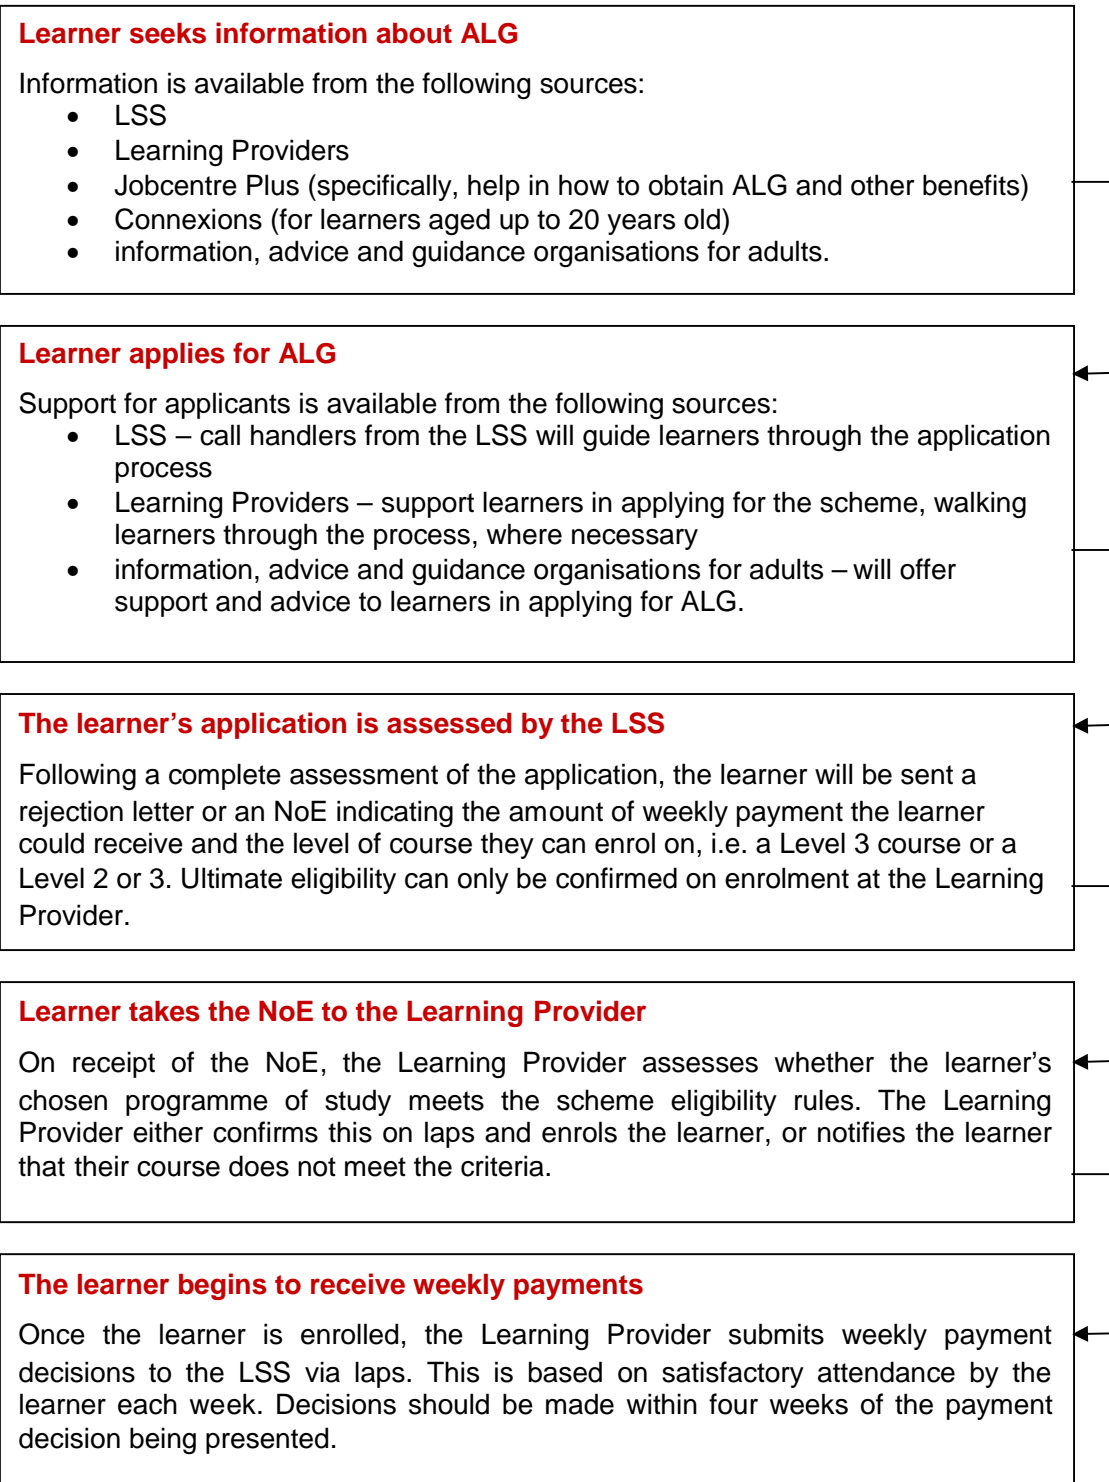 Learner seeks information about ALG
Information is available from the following sources:
• LSS
• Learning Providers
• Jobcentre Plus (specifically, help in how to obtain ALG and other benefits)
• Connexions (for learners aged up to 20 years old)
• information, advice and guidance organisations for adults.
Learner applies for ALG
Support for applicants is available from the following sources:
• LSS – call handlers from the LSS will guide learners through the application
process
• Learning Providers – support learners in applying for the scheme, walking
learners through the process, where necessary
• information, advice and guidance organisations for adults – will offer
support and advice to learners in applying for ALG.
The learner’s application is assessed by the LSS
Following a complete assessment of the application, the learner will be sent a
rejection letter or an NoE indicating the amount of weekly payment the learner
could receive and the level of course they can enrol on, i.e. a Level 3 course or a
Level 2 or 3. Ultimate eligibility can only be confirmed on enrolment at the Learning
Provider.
Learner takes the NoE to the Learning Provider
On receipt of the NoE, the Learning Provider assesses whether the learner’s
chosen programme of study meets the scheme eligibility rules. The Learning
Provider either confirms this on laps and enrols the learner, or notifies the learner
that their course does not meet the criteria.
The learner begins to receive weekly payments
Once the learner is enrolled, the Learning Provider submits weekly payment
decisions to the LSS via laps. This is based on satisfactory attendance by the
learner each week. Decisions should be made within four weeks of the payment
decision being presented.